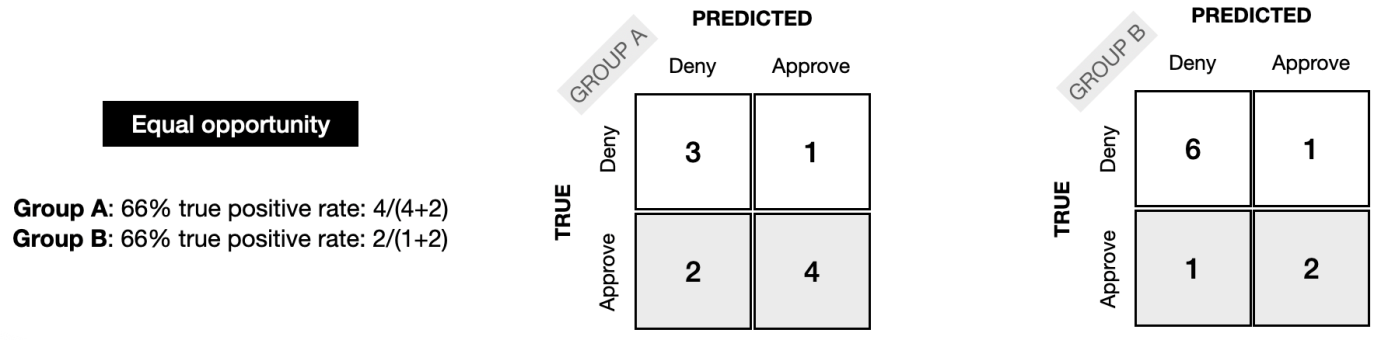 Equal opportunity
Group A: 66% true positive rate: 4/(4+2)
Group B: 66% true positive rate: 2/(1+2)
PREDICTED
GROUP A
Deny Approve
TRUE
Deny
3 1
Approve
2 4
PREDICTED
GROUP B
Deny Approve
TRUE
Deny
6 1
Approve
1 2